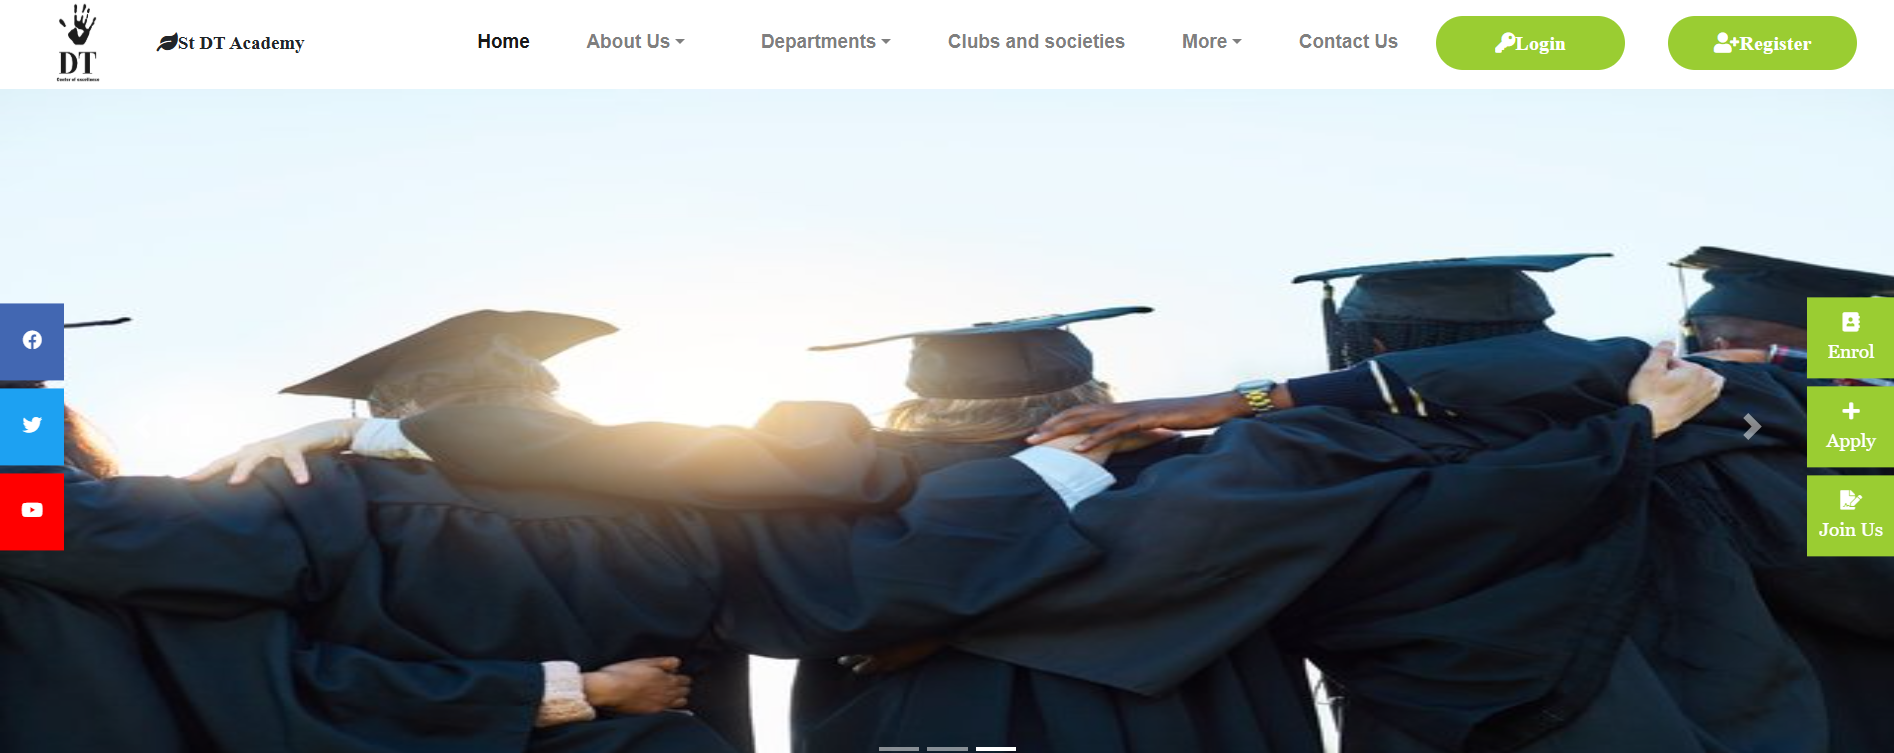 DT
Center of excellence
St DT Academy
Home
About Us
Departments
Clubs and societies
More
Contact Us
Login
Register
Enrol
Apply
Join Us